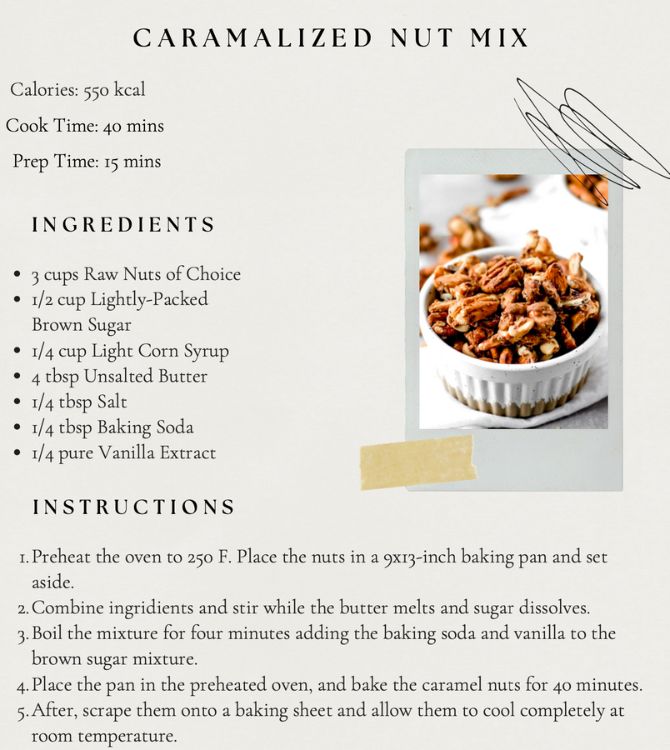 CARAMALIZED NUT MIX
Calories: 550 kcal
Cook Time: 40 mins
Prep Time: 15 mins
INGREDIENTS
• 3 cups Raw Nuts of Choice
• 1/2 cup Lightly-Packed
Brown Sugar
• 1/4 cup Light Corn Syrup
• 4 tbsp Unsalted Butter
• 1/4 tbsp Salt
• 1/4 tbsp Baking Soda
• 1/4 pure Vanilla Extract
INSTRUCTIONS
1. Preheat the oven to 250 F. Place the nuts in a 9x13-inch baking pan and set
aside.
2. Combine ingridients and stir while the butter melts and sugar dissolves.
3. Boil the mixture for four minutes adding the baking soda and vanilla to the
brown sugar mixture.
4. Place the pan in the preheated oven, and bake the caramel nuts for 40 minutes.
5. After, scrape them onto a baking sheet and allow them to cool completely at
room temperature.